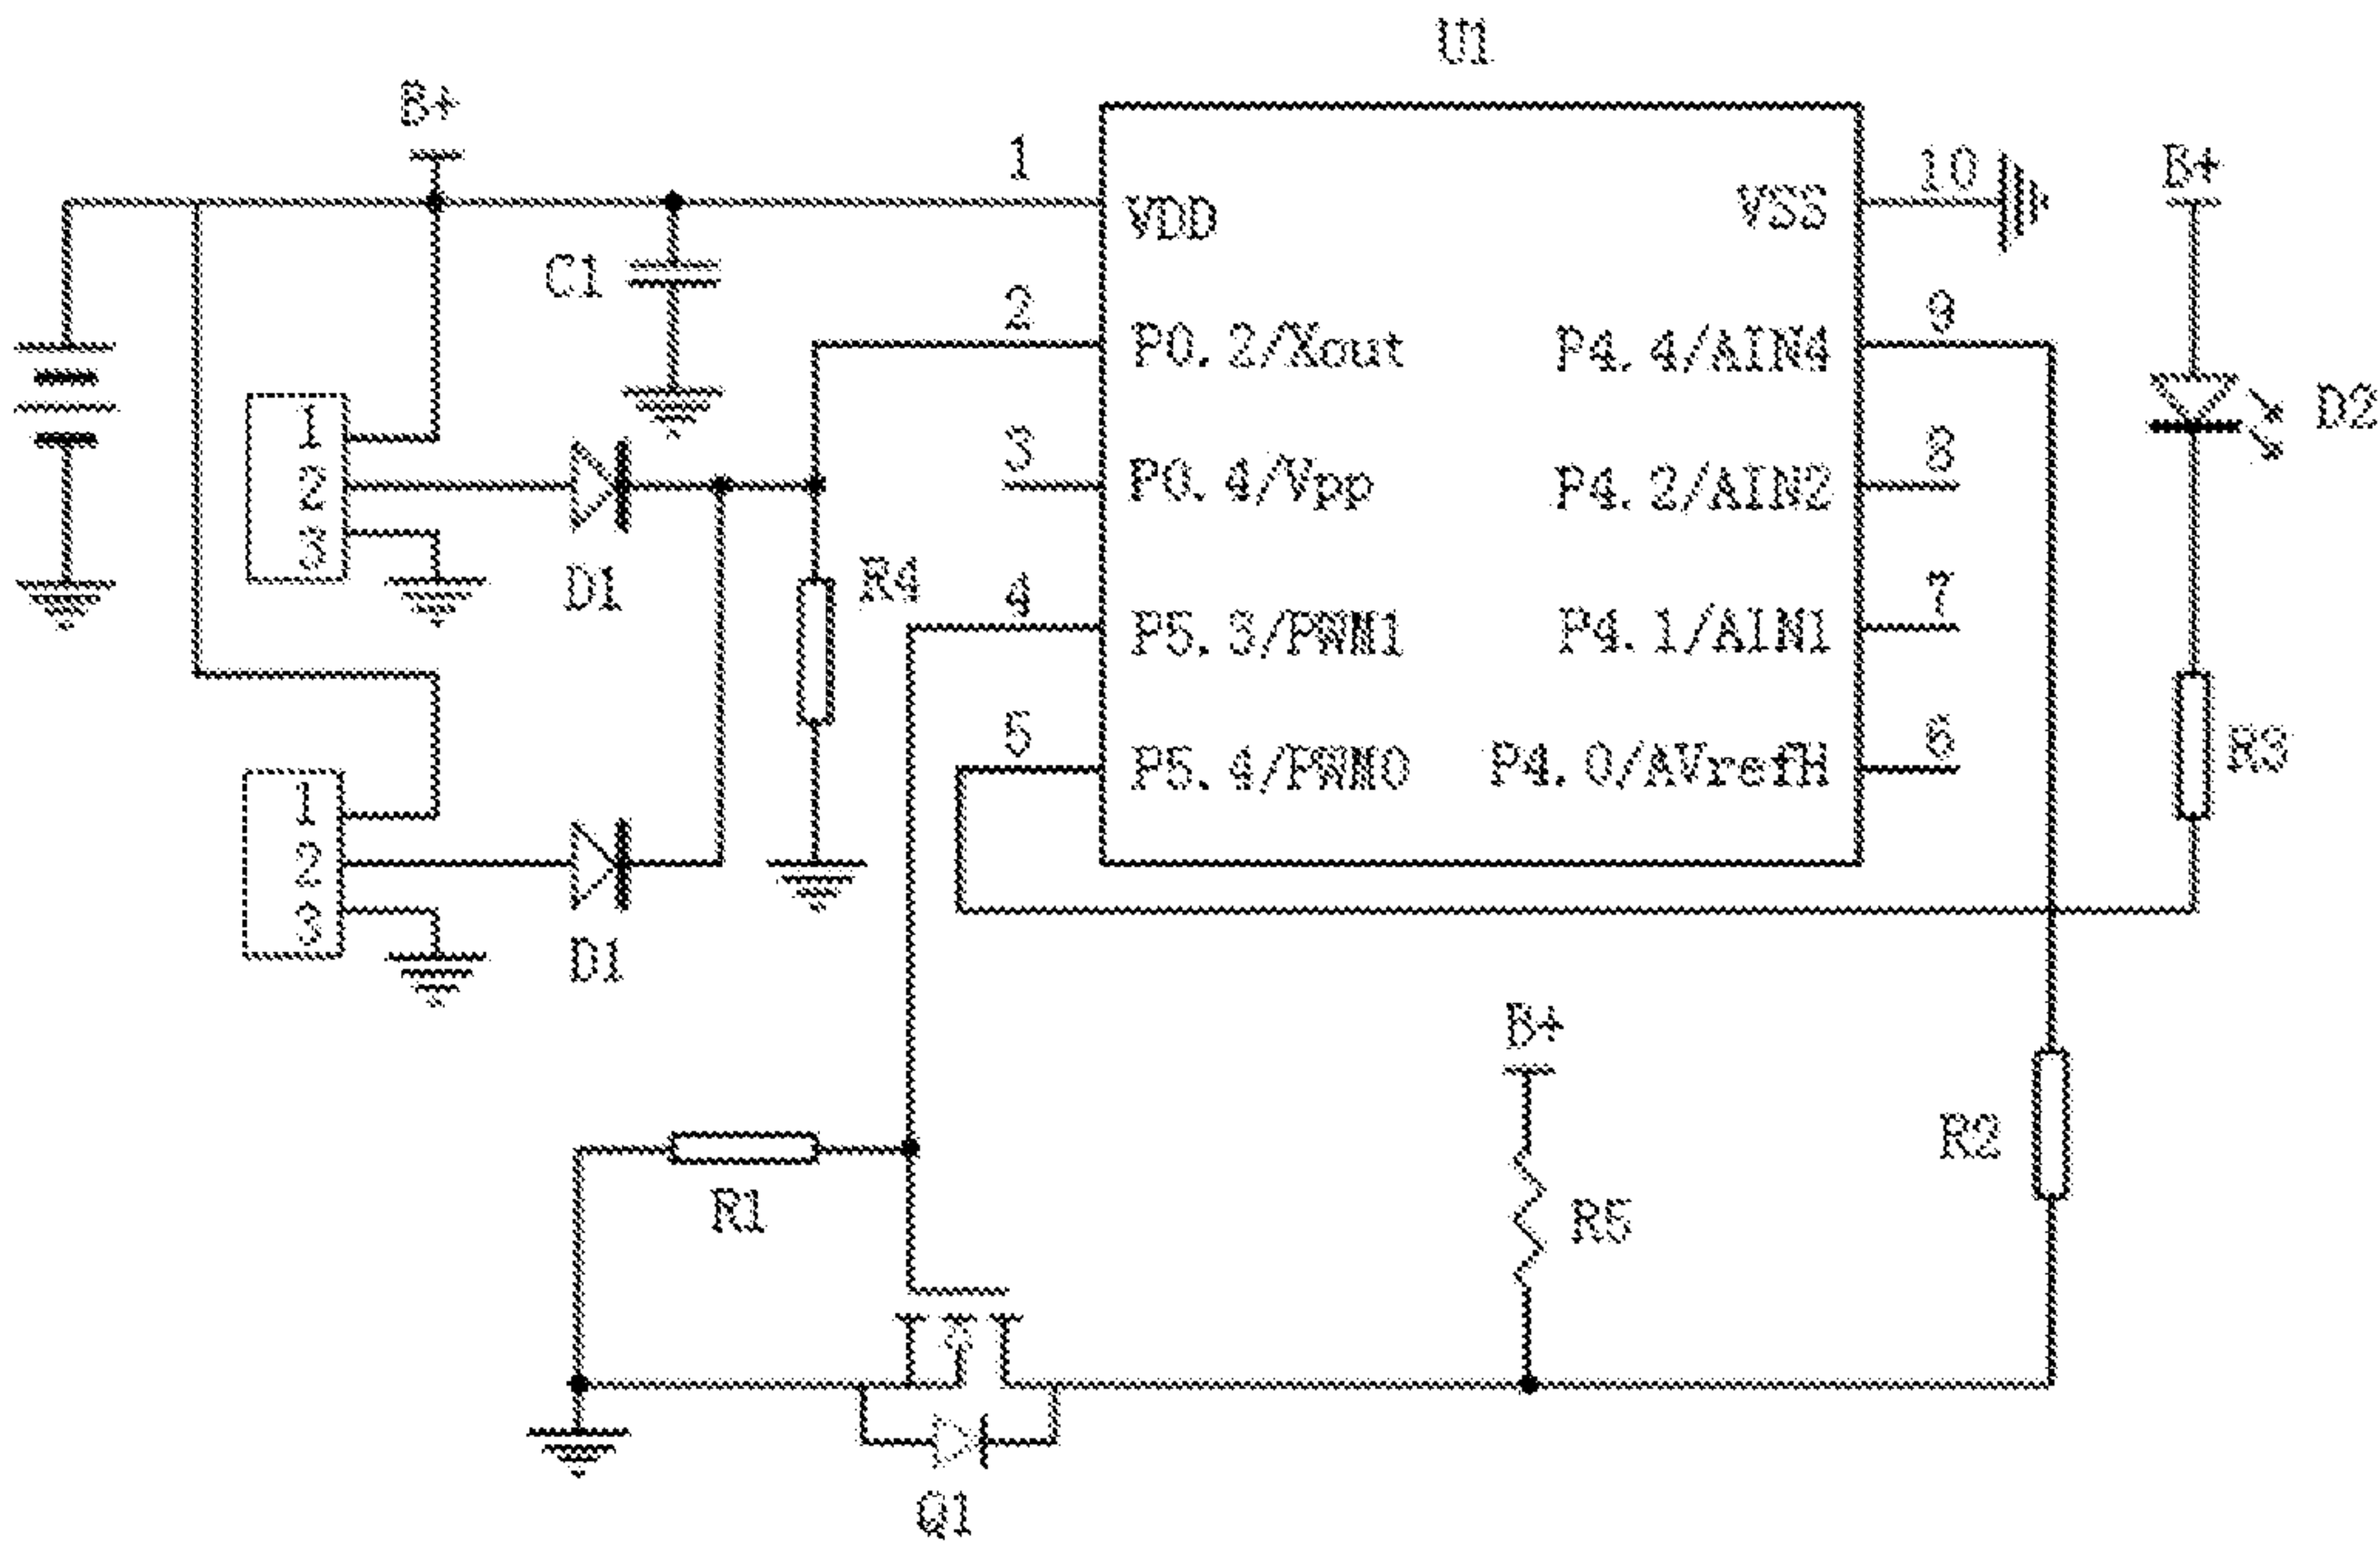 U1
B+
1
10
B+
VDD
VSS
C1
2
9
P0.2/Xout
P4.4/AIN4
D2
1
3
8
2
P0.4/Vpp
P4.2/AIN2
3
D1
R4
4
7
P5.3/PWM1
P4.1/AIN1
5
6
R3
P5.4/PWM0
P4.0/AVrefH
1
2
3
D1
B+
R2
R1
R5
Q1